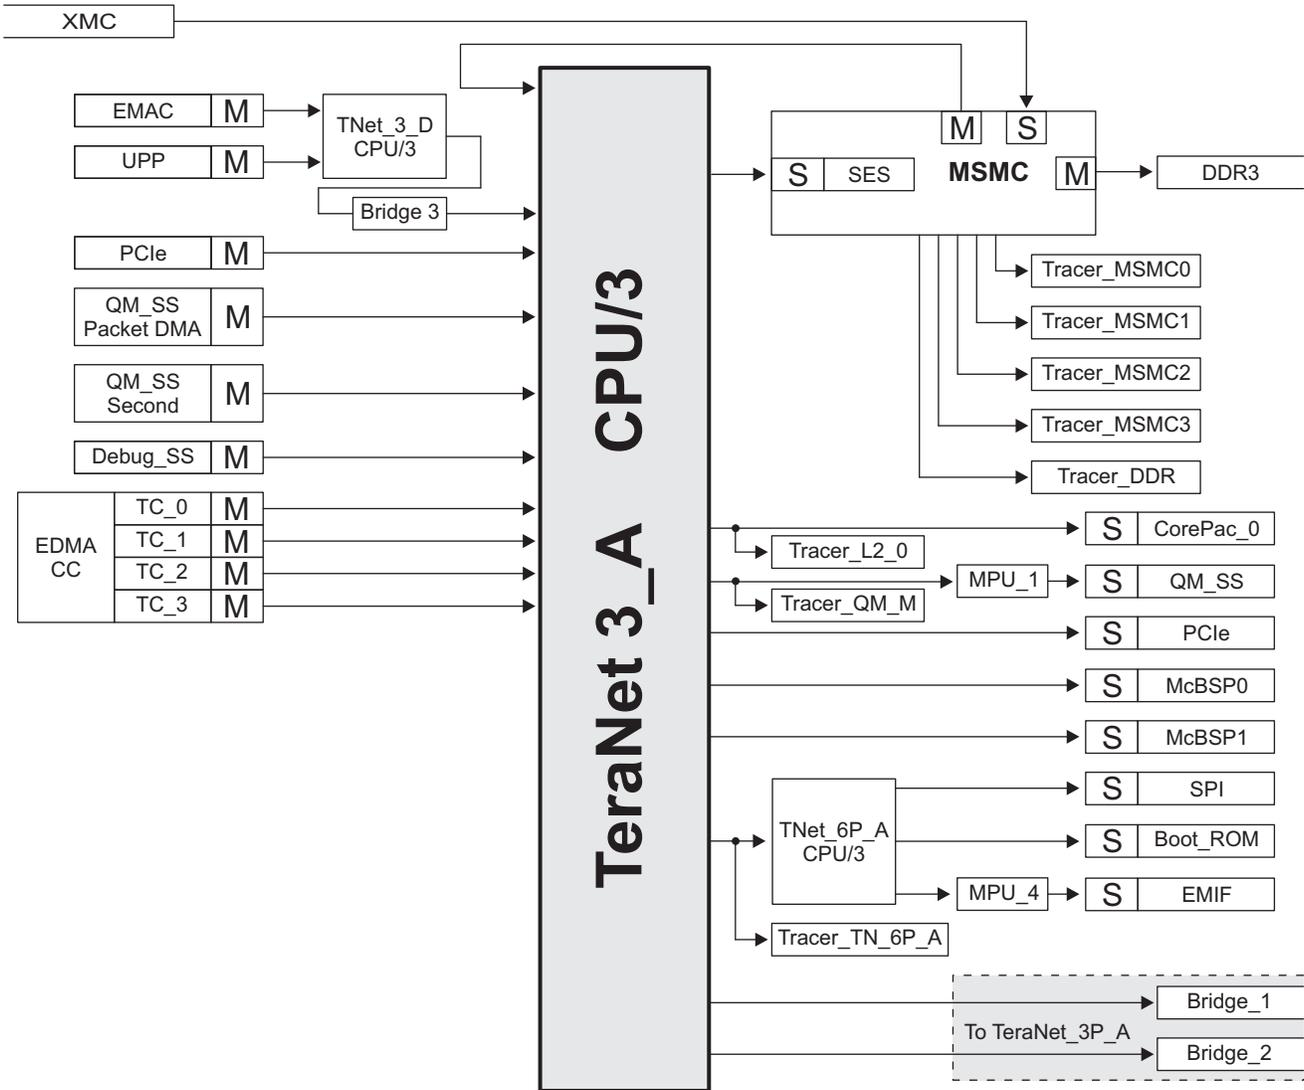 XMC
EMAC M
UPP M
TNet_3_D
CPU/3
Bridge 3
PCIe M
QM_SS
Packet DMA
M
QM_SS
Second
M
Debug_SS M
EDMA
CC
TC_0 M
TC_1 M
TC_2 M
TC_3 M
TeraNet 3_A CPU/3
M S
S SES MSMC M
DDR3
Tracer_MSMC0
Tracer_MSMC1
Tracer_MSMC2
Tracer_MSMC3
Tracer_DDR
S CorePac_0
Tracer_L2_0
MPU_1 S QM_SS
Tracer_QM_M
S PCIe
S McBSP0
S McBSP1
TNet_6P_A
CPU/3
S SPI
S Boot_ROM
MPU_4 S EMIF
Tracer_TN_6P_A
Bridge_1
To TeraNet_3P_A
Bridge_2